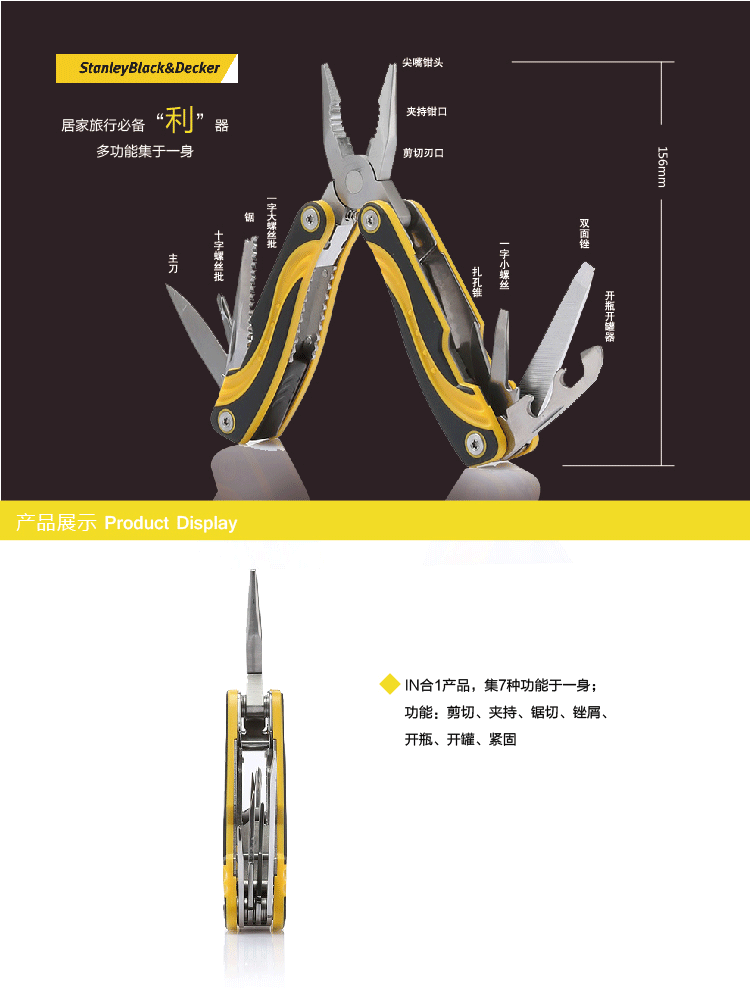 StanleyBlack&Decker
居家旅行必备“利”器
多功能集于一身
尖嘴钳头
夹持钳口
剪切刃口
156mm
一字大螺丝批
锯
十字螺丝批
主刀
双面锉
一字小螺丝
扎孔锥
开瓶开罐器
产品展示 Product Display
IN合1产品，集7种功能于一身；
功能：剪切、夹持、锯切、锉屑、
开瓶、开罐、紧固